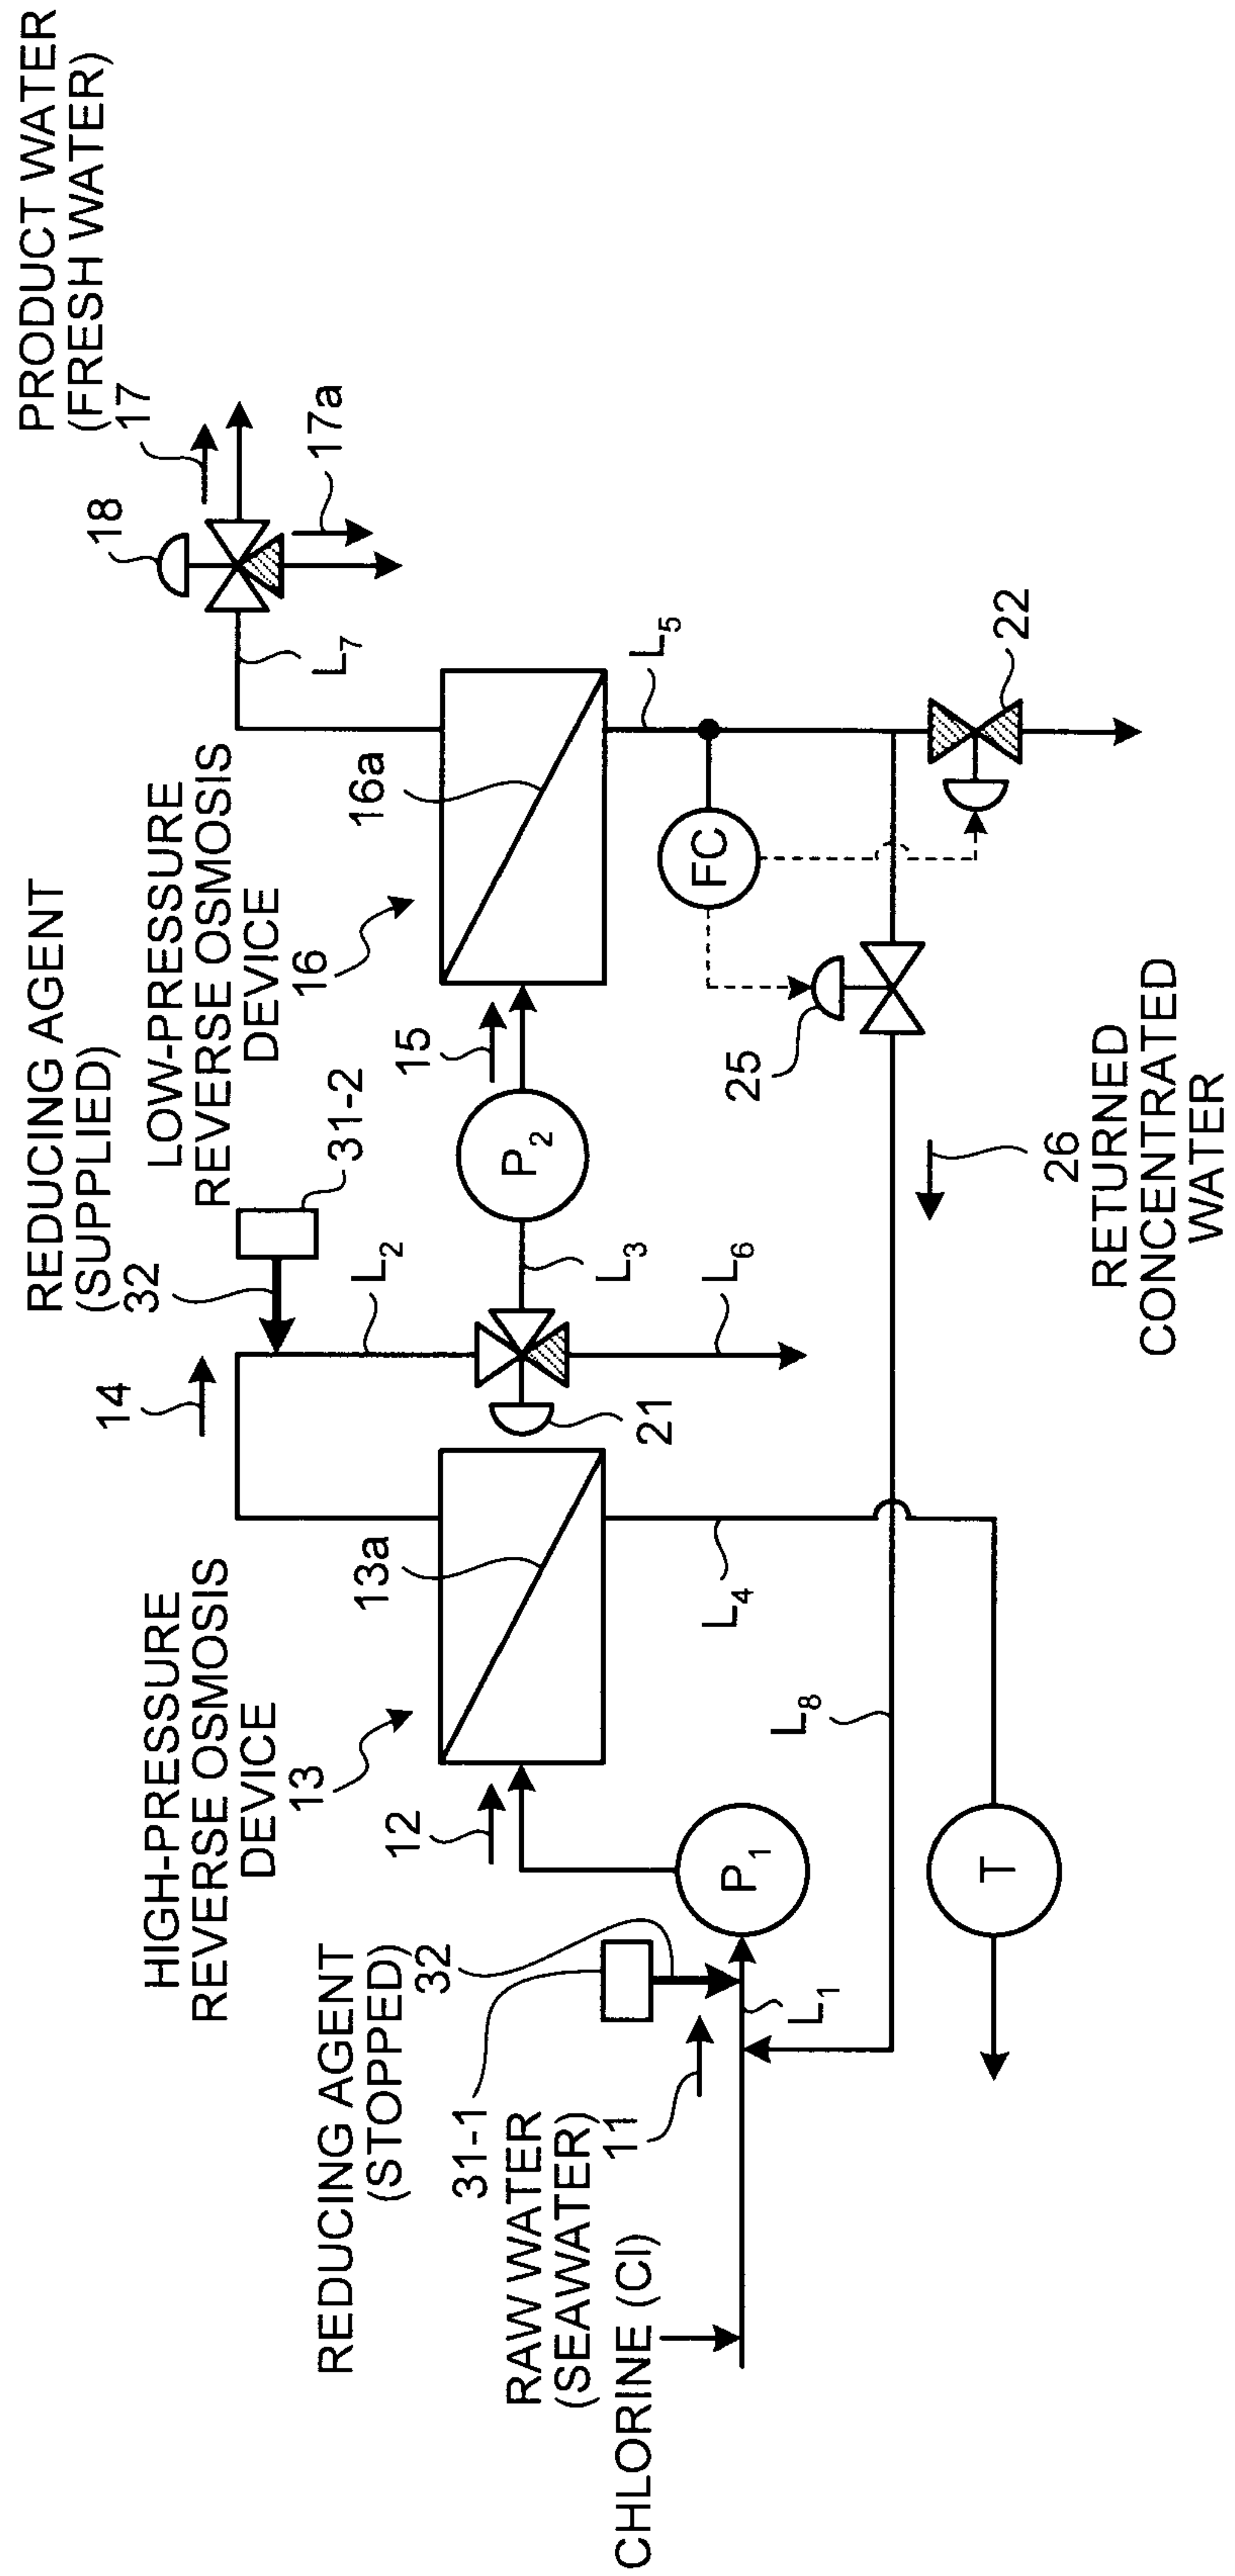 PRODUCT WATER
(FRESH WATER)
17
17a
18
L7
REDUCING AGENT
(SUPPLIED)
32
31-2
LOW-PRESSURE
REVERSE OSMOSIS
DEVICE
16
16a
15
14
L2
P2
L3
L6
21
L5
FC
22
25
26
RETURNED
CONCENTRATED
WATER
HIGH-PRESSURE
REVERSE OSMOSIS
DEVICE
13
13a
12
L4
L8
P1
T
REDUCING AGENT
(STOPPED)
32
31-1
L1
RAW WATER
(SEAWATER)
11
CHLORINE (Cl)